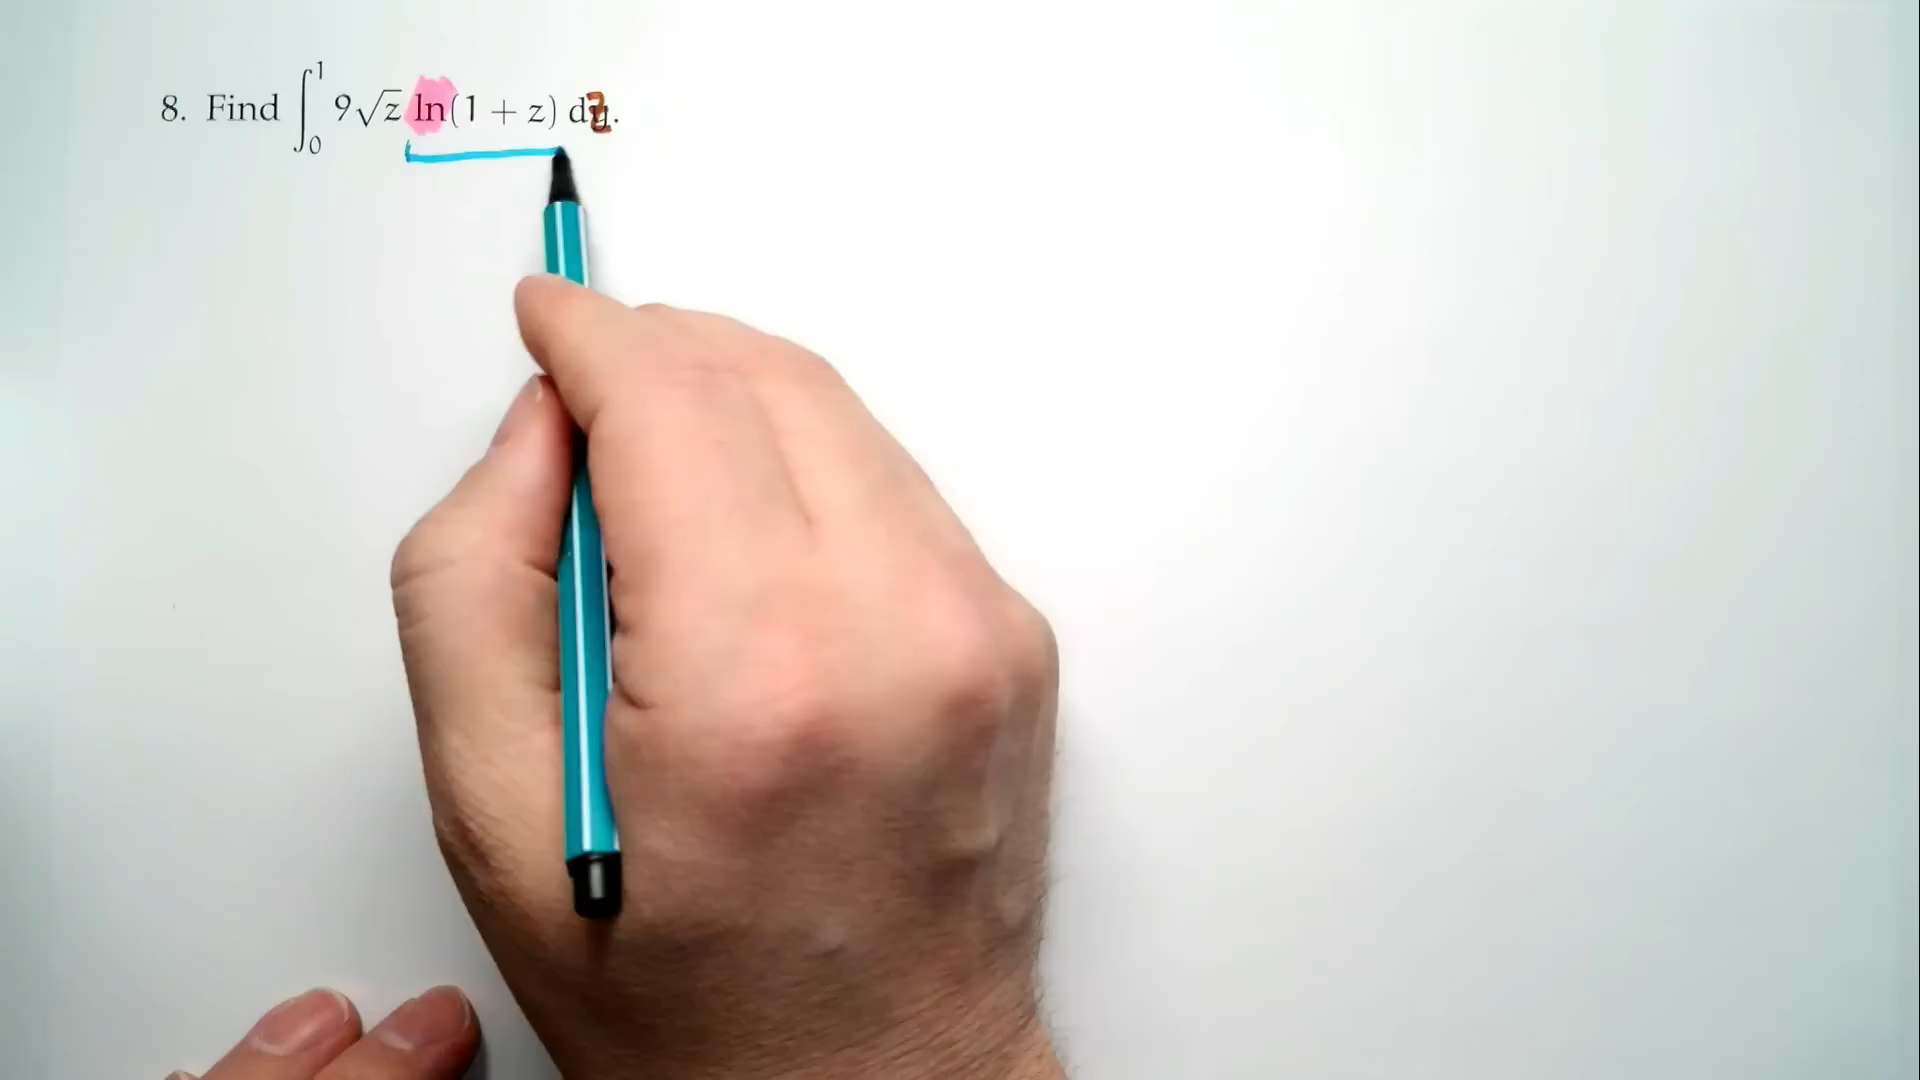 8. Find ∫₀¹ 9√z ln(1 + z) dz.